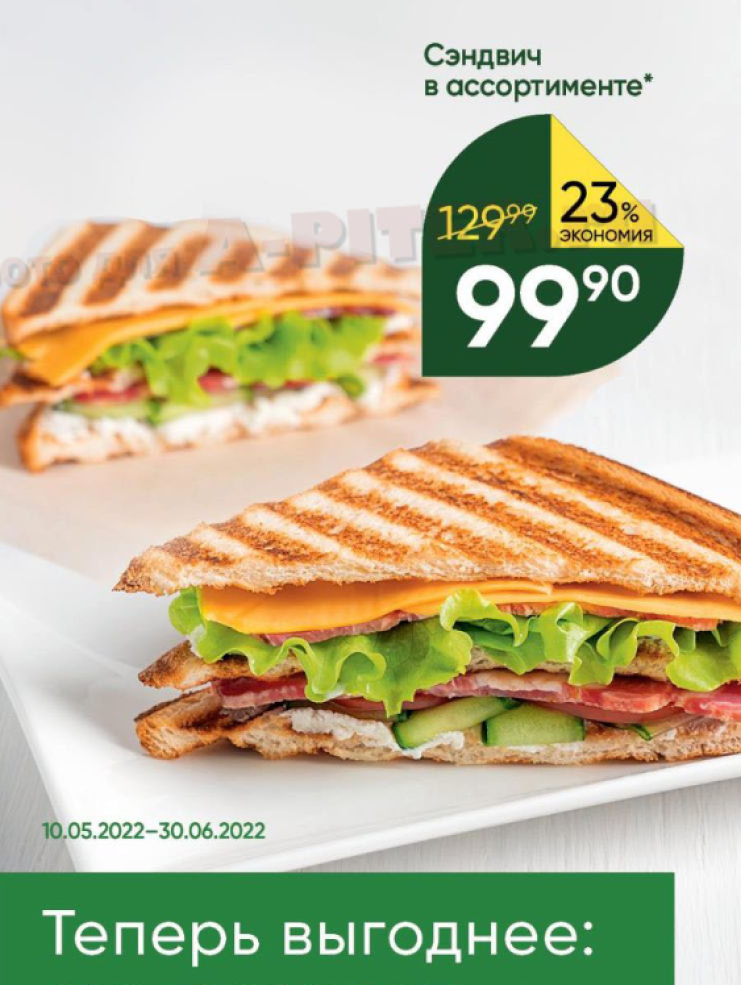 Сэндвич
в ассортименте*
12999
23%
ЭКОНОМИЯ
9990
10.05.2022–30.06.2022
Теперь выгоднее: